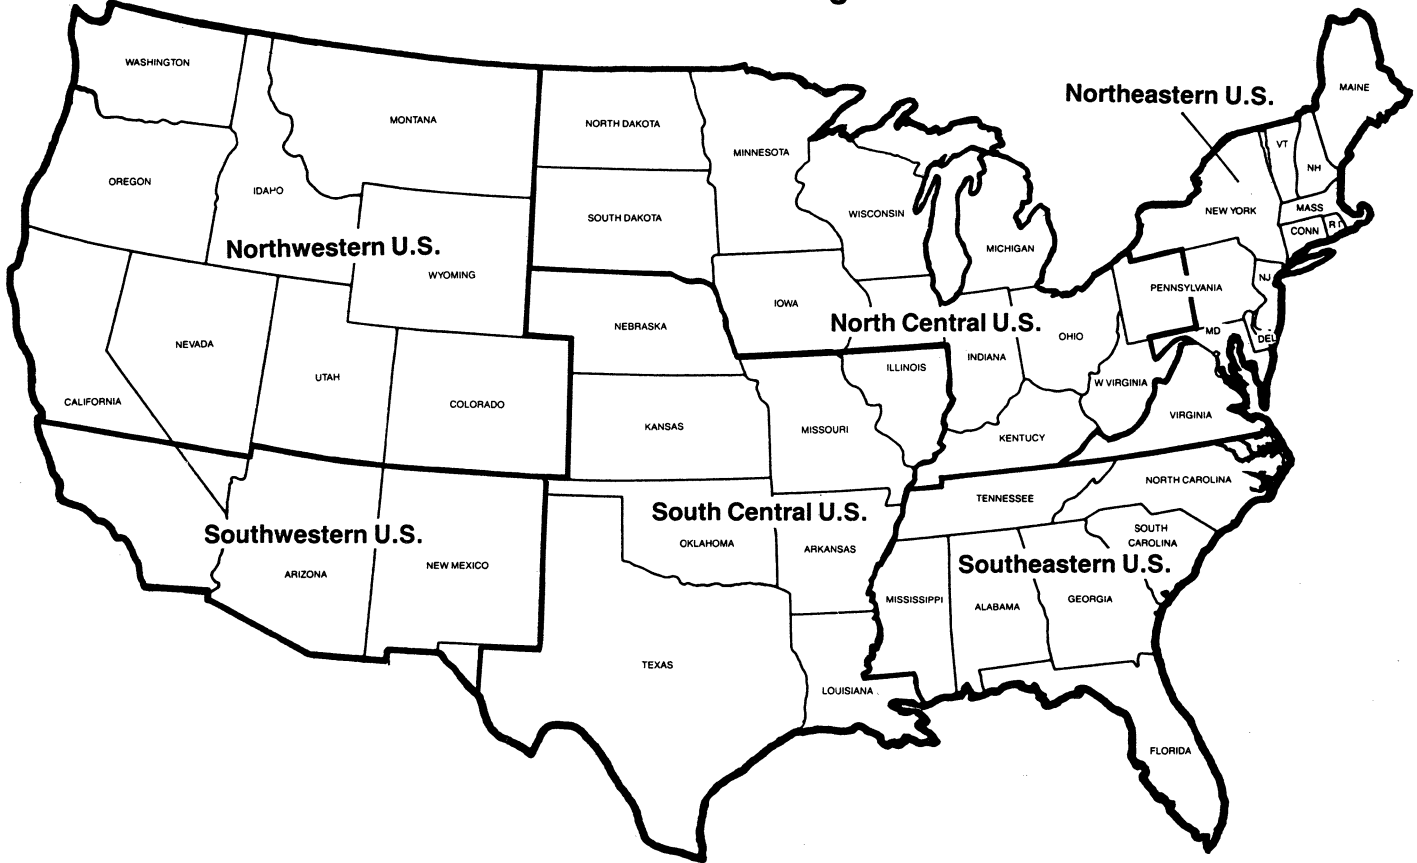 Northeastern U.S.
MAINE
WASHINGTON
MONTANA
NORTH DAKOTA
MINNESOTA
VT
NH
OREGON
IDAHO
SOUTH DAKOTA
WISCONSIN
MICHIGAN
NEW YORK
MASS
CONN
R I
Northwestern U.S.
WYOMING
IOWA
PENNSYLVANIA
NJ
NEBRASKA
North Central U.S.
OHIO
MD
DEL
NEVADA
UTAH
COLORADO
ILLINOIS
INDIANA
W VIRGINIA
CALIFORNIA
KANSAS
MISSOURI
KENTUCY
VIRGINIA
Southwestern U.S.
South Central U.S.
TENNESSEE
NORTH CAROLINA
ARIZONA
NEW MEXICO
OKLAHOMA
ARKANSAS
SOUTH
CAROLINA
Southeastern U.S.
MISSISSIPPI
ALABAMA
GEORGIA
TEXAS
LOUISIANA
FLORIDA